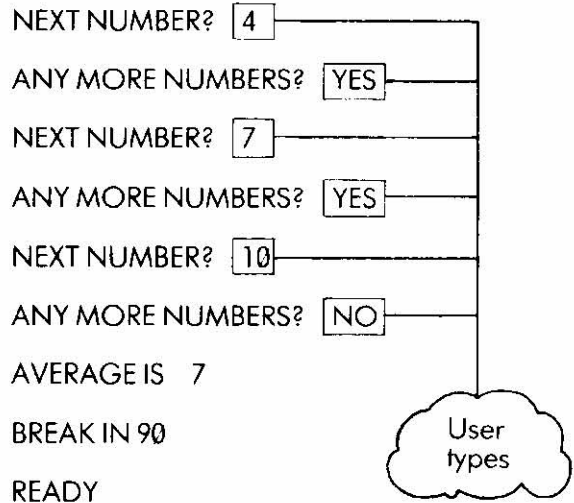 NEXT NUMBER? 4
ANY MORE NUMBERS? YES
NEXT NUMBER? 7
ANY MORE NUMBERS? YES
NEXT NUMBER? 10
ANY MORE NUMBERS? NO
AVERAGE IS 7
BREAK IN 90
READY
User
types